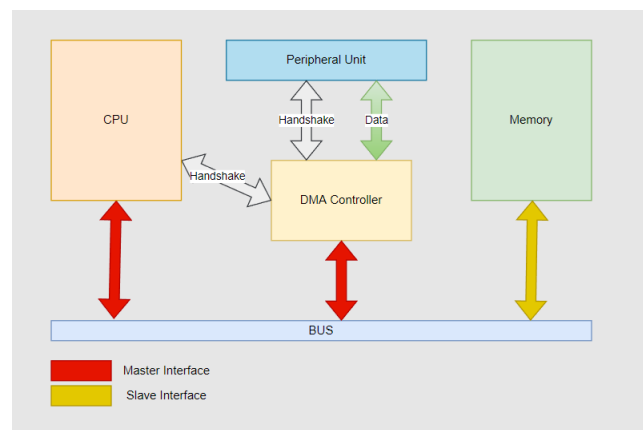 Peripheral Unit
CPU
Memory
Handshake
Data
Handshake
DMA Controller
BUS
Master Interface
Slave Interface